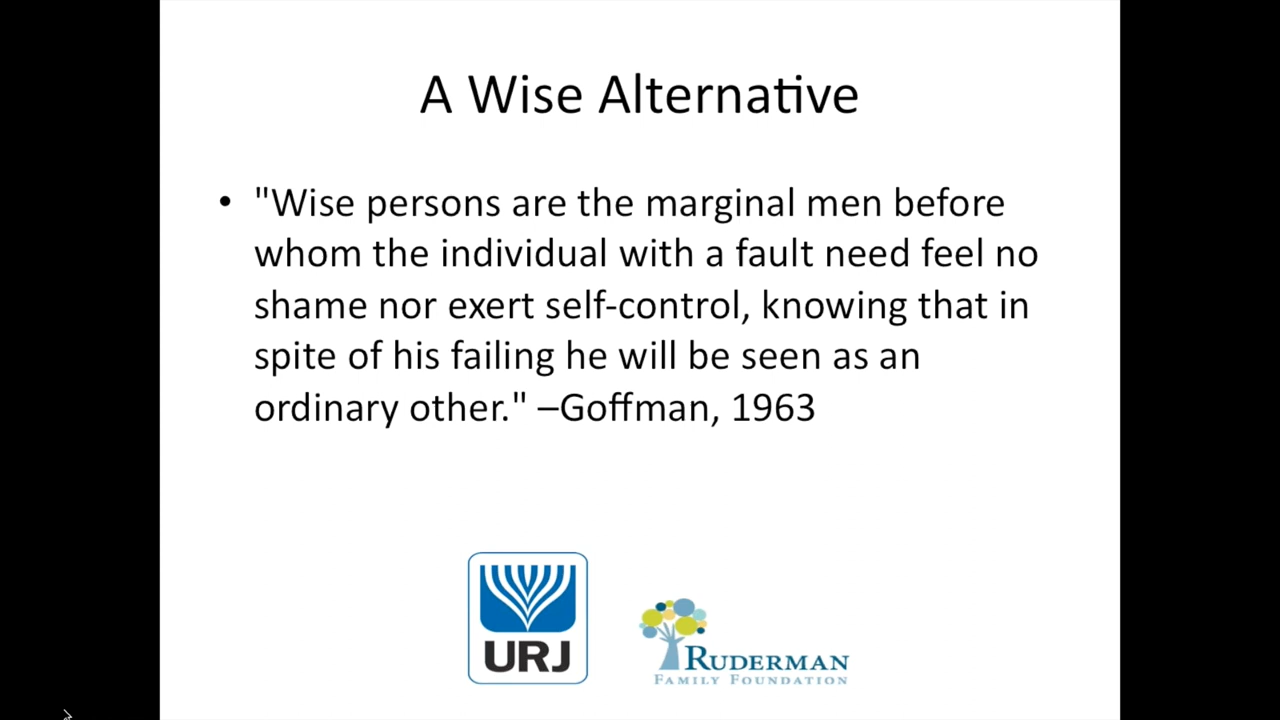 A Wise Alternative
• "Wise persons are the marginal men before
whom the individual with a fault need feel no
shame nor exert self-control, knowing that in
spite of his failing he will be seen as an
ordinary other." –Goffman, 1963
URJ
RUDERMAN
FAMILY FOUNDATION